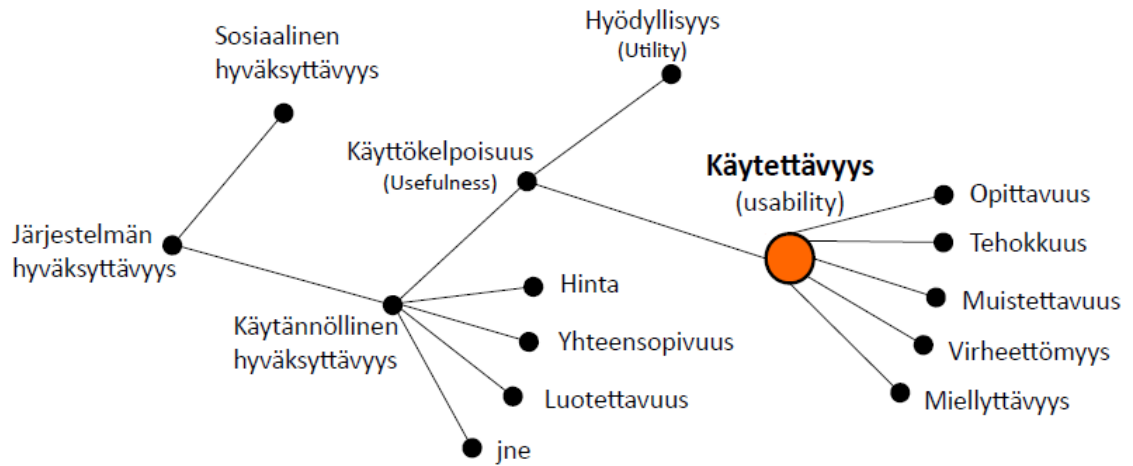 Sosiaalinen
hyväksyttävyys
Hyödyllisyys
(Utility)
Käyttökelpoisuus
(Usefulness)
Käytettävyys
(usability)
Järjestelmän
hyväksyttävyys
Käytännöllinen
hyväksyttävyys
Hinta
Yhteensopivuus
Luotettavuus
jne
Opittavuus
Tehokkuus
Muistettavuus
Virheettömyys
Miellyttävyys